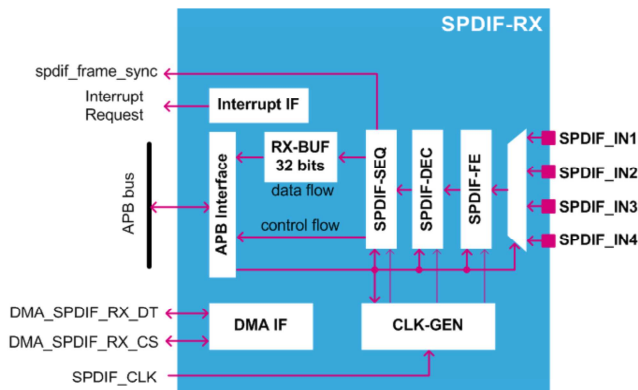 SPDIF-RX
spdif_frame_sync
Interrupt
Request
Interrupt IF
RX-BUF
32 bits
data flow
control flow
APB bus
APB Interface
SPDIF-SEQ
SPDIF-DEC
SPDIF-FE
SPDIF_IN1
SPDIF_IN2
SPDIF_IN3
SPDIF_IN4
DMA_SPDIF_RX_DT
DMA_SPDIF_RX_CS
DMA IF
CLK-GEN
SPDIF_CLK